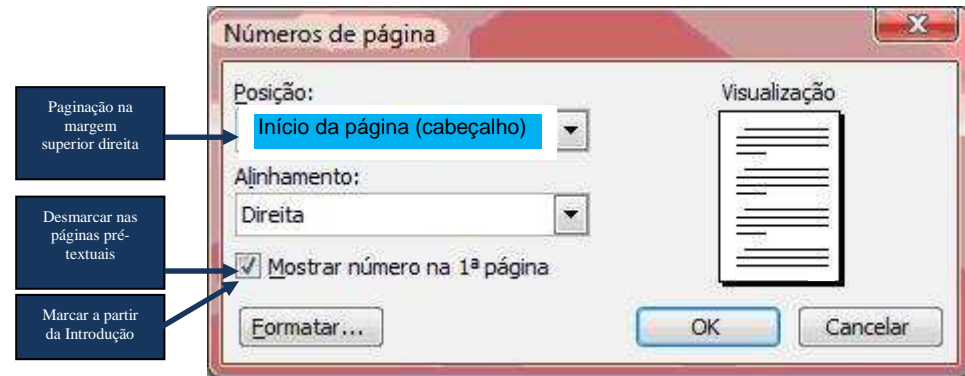 Números de página
Paginação na
margem
superior direita
Posição:
Visualização
Início da página (cabeçalho)
Alinhamento:
Direita
Desmarcar nas
páginas pré-
textuais
Mostrar número na 1ª página
Marcar a partir
da Introdução
Formatar...
OK
Cancelar